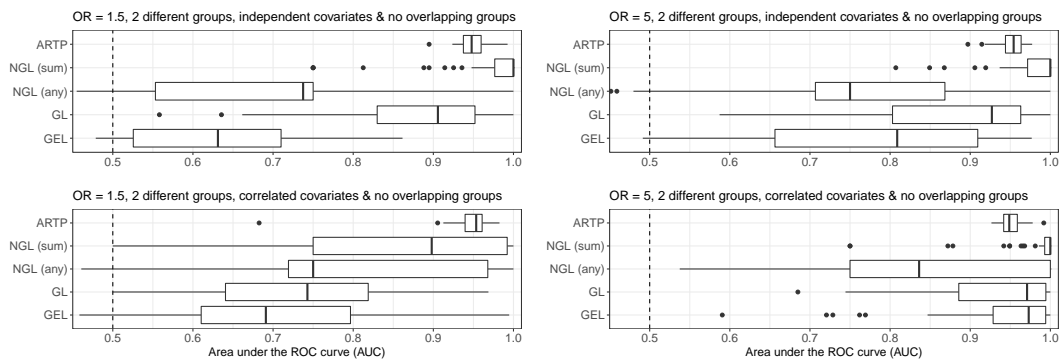 OR = 1.5, 2 different groups, independent covariates & no overlapping groups
ARTP
NGL (sum)
NGL (any)
GL
GEL
0.5 0.6 0.7 0.8 0.9 1.0
OR = 5, 2 different groups, independent covariates & no overlapping groups
ARTP
NGL (sum)
NGL (any)
GL
GEL
0.5 0.6 0.7 0.8 0.9 1.0
OR = 1.5, 2 different groups, correlated covariates & no overlapping groups
ARTP
NGL (sum)
NGL (any)
GL
GEL
0.5 0.6 0.7 0.8 0.9 1.0
Area under the ROC curve (AUC)
OR = 5, 2 different groups, correlated covariates & no overlapping groups
ARTP
NGL (sum)
NGL (any)
GL
GEL
0.5 0.6 0.7 0.8 0.9 1.0
Area under the ROC curve (AUC)